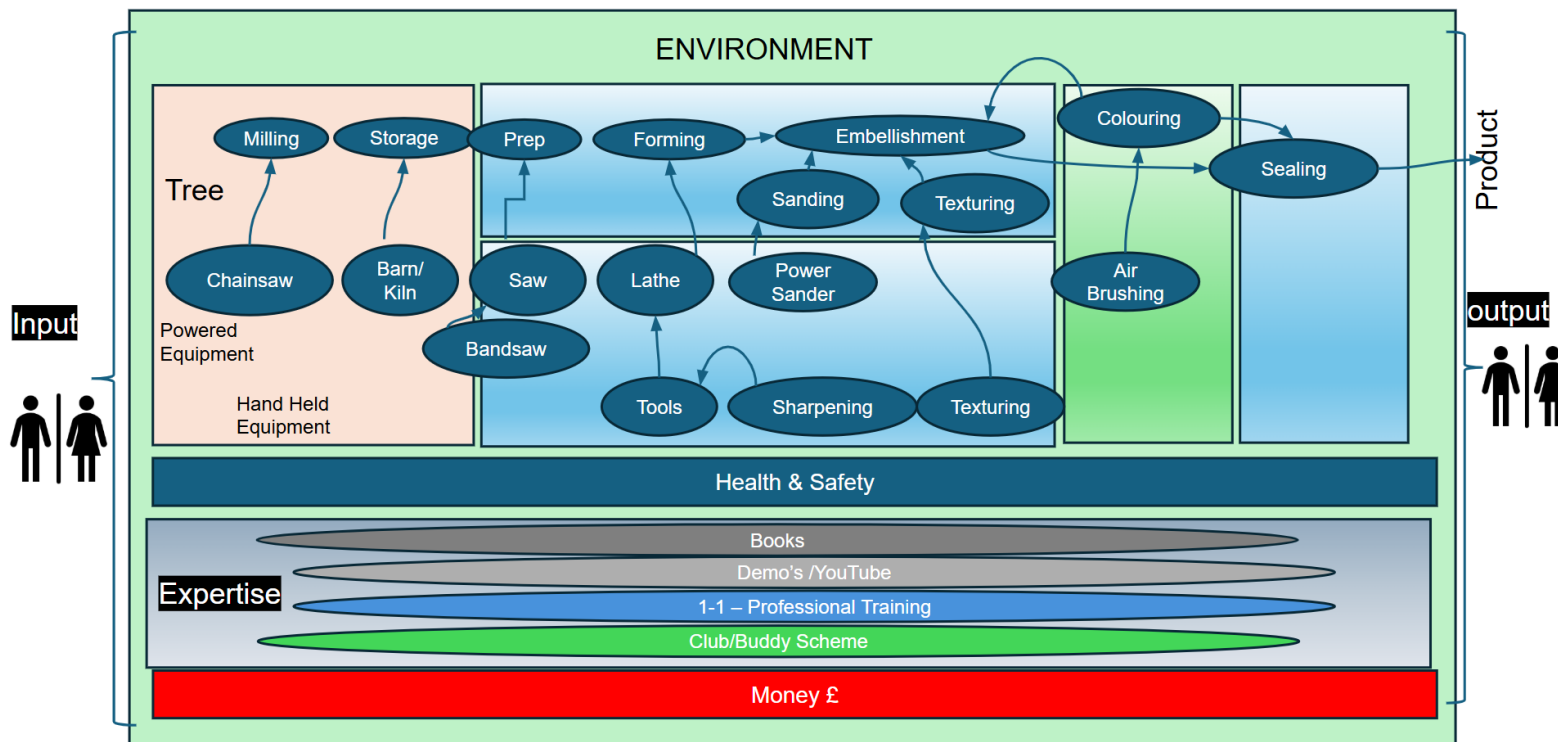 ENVIRONMENT
Milling
Storage
Prep
Forming
Embellishment
Colouring
Sealing
Product
Tree
Sanding
Texturing
Chainsaw
Barn/
Kiln
Saw
Lathe
Power
Sander
Air
Brushing
Input
output
Powered
Equipment
Bandsaw
Hand Held
Equipment
Tools
Sharpening
Texturing
Health & Safety
Expertise
Books
Demo’s /YouTube
1-1 – Professional Training
Club/Buddy Scheme
Money £